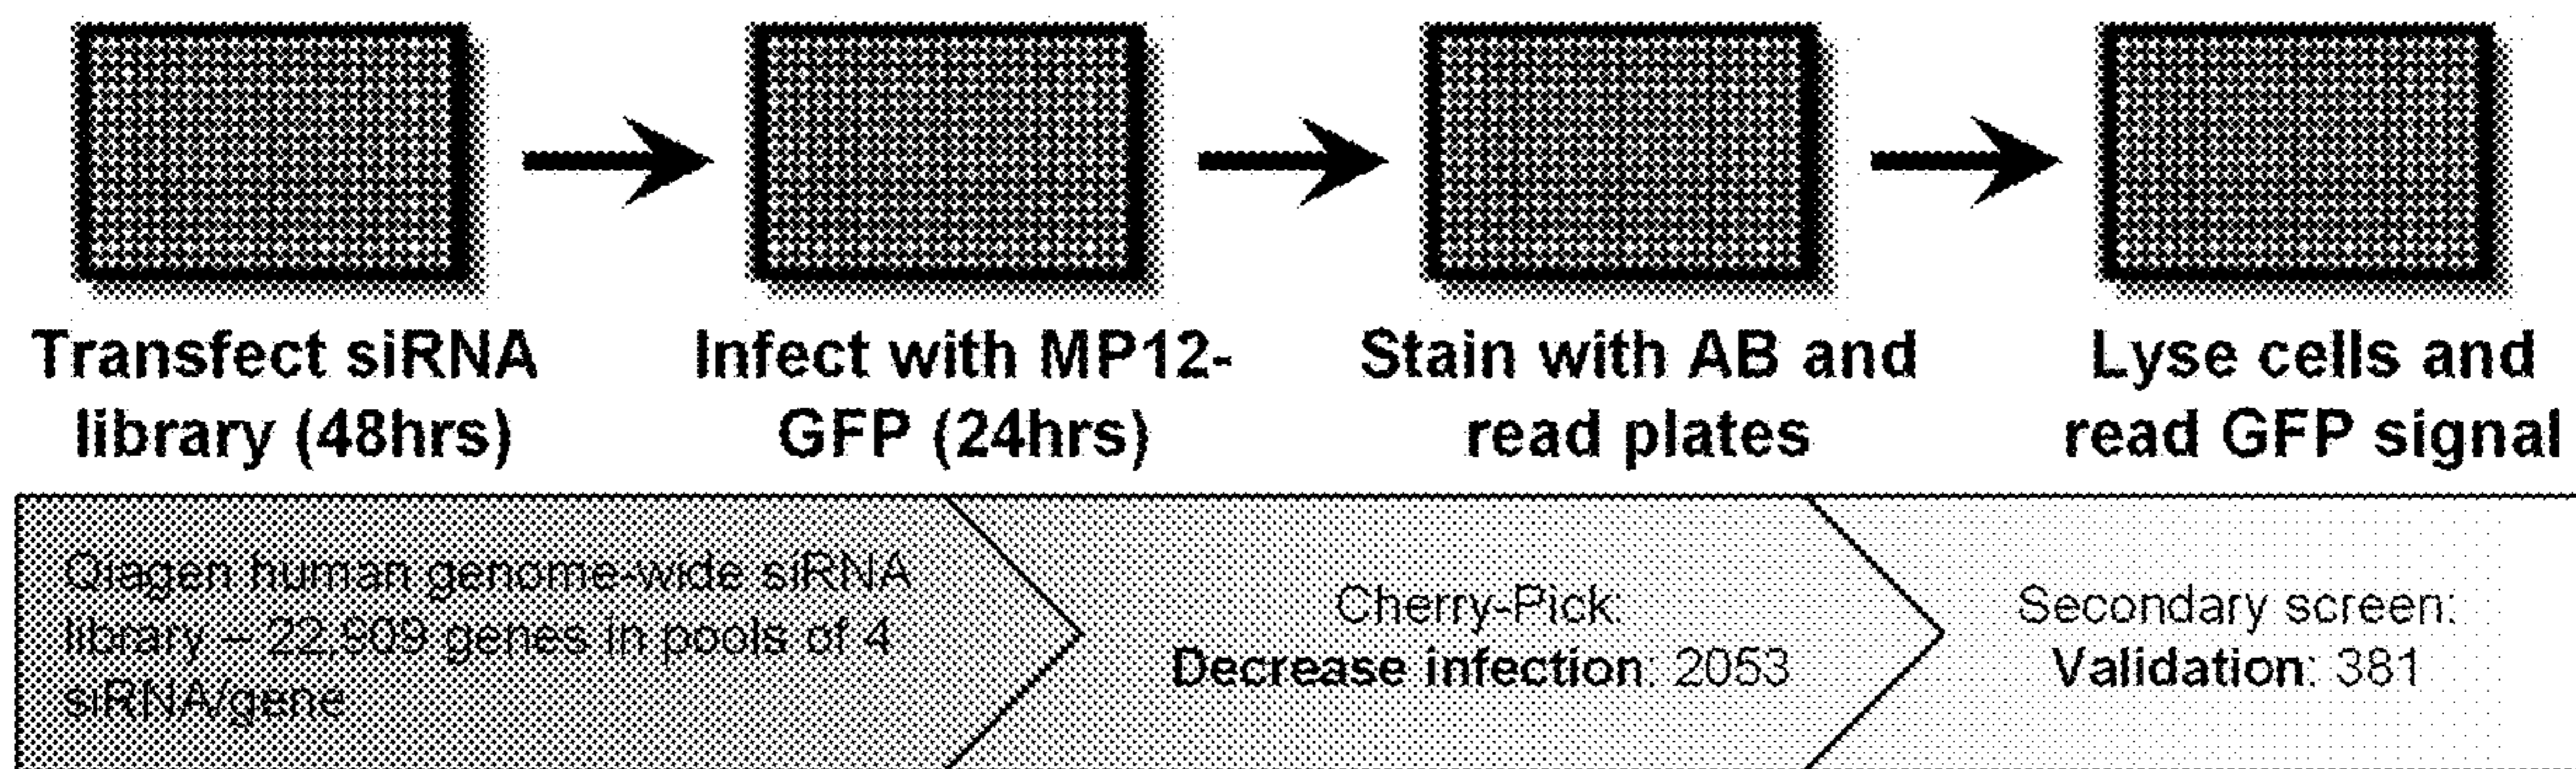 Transfect siRNA
library (48hrs)
Infect with MP12-
GFP (24hrs)
Stain with AB and
read plates
Lyse cells and
read GFP signal
Qiagen human genome-wide siRNA
library – 22,909 genes in pools of 4
siRNA/gene
Cherry-Pick:
Decrease infection: 2053
Secondary screen:
Validation: 381